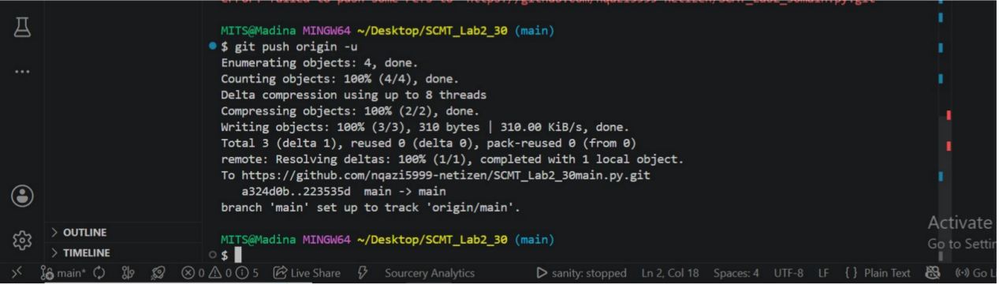 error: failed to push some refs to 'https://github.com/nqazi5999-netizen/SCMT_Lab2_30main.py.git'
MITS@Madina MINGW64 ~/Desktop/SCMT_Lab2_30 (main)
$ git push origin -u
Enumerating objects: 4, done.
Counting objects: 100% (4/4), done.
Delta compression using up to 8 threads
Compressing objects: 100% (2/2), done.
Writing objects: 100% (3/3), 310 bytes | 310.00 KiB/s, done.
Total 3 (delta 1), reused 0 (delta 0), pack-reused 0 (from 0)
remote: Resolving deltas: 100% (1/1), completed with 1 local object.
To https://github.com/nqazi5999-netizen/SCMT_Lab2_30main.py.git
a324d0b..223535d main -> main
branch 'main' set up to track 'origin/main'.
MITS@Madina MINGW64 ~/Desktop/SCMT_Lab2_30 (main)
$
OUTLINE
TIMELINE
Activate
Go to Settin
main* 0 0 5 Live Share Sourcery Analytics sanity: stopped Ln 2, Col 18 Spaces: 4 UTF-8 LF {} Plain Text Go L